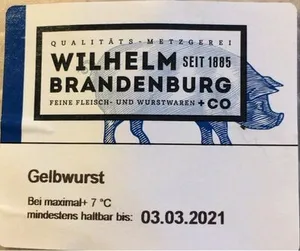 QUALITÄTS-METZGEREI
WILHELM SEIT 1885
BRANDENBURG
FEINE FLEISCH- UND WURSTWAREN + CO
Gelbwurst
Bei maximal+ 7 °C
mindestens haltbar bis: 03.03.2021